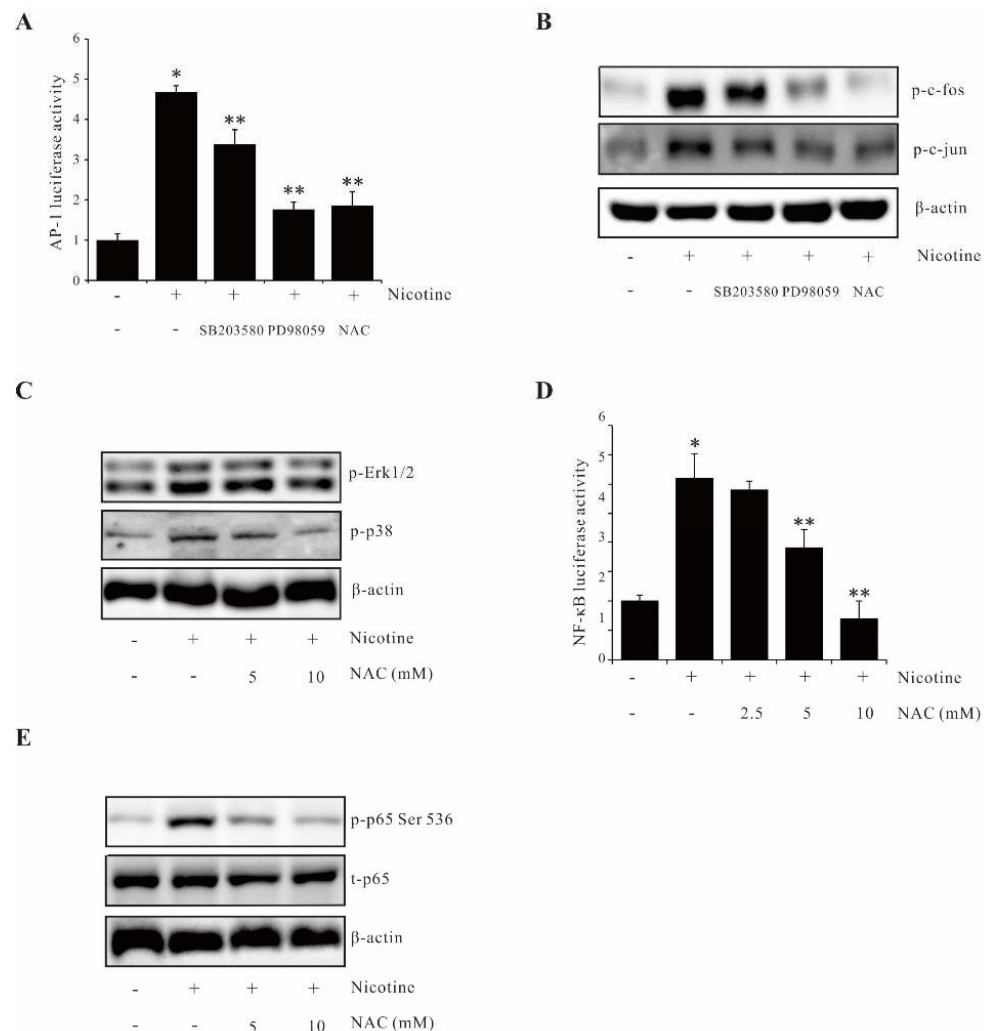 A
AP-1 luciferase activity
6
5
*
4
**
3
2
** **
1
0
- + + + + Nicotine
- - SB203580 PD98059 NAC
B
p-c-fos
p-c-jun
β-actin
- + + + + Nicotine
- - SB203580 PD98059 NAC
C
p-Erk1/2
p-p38
β-actin
- + + + Nicotine
- - 5 10 NAC (mM)
D
NF-κB luciferase activity
6
*
5
4
**
3
2
**
1
0
- + + + + Nicotine
- - 2.5 5 10 NAC (mM)
E
p-p65 Ser 536
t-p65
β-actin
- + + + Nicotine
- - 5 10 NAC (mM)